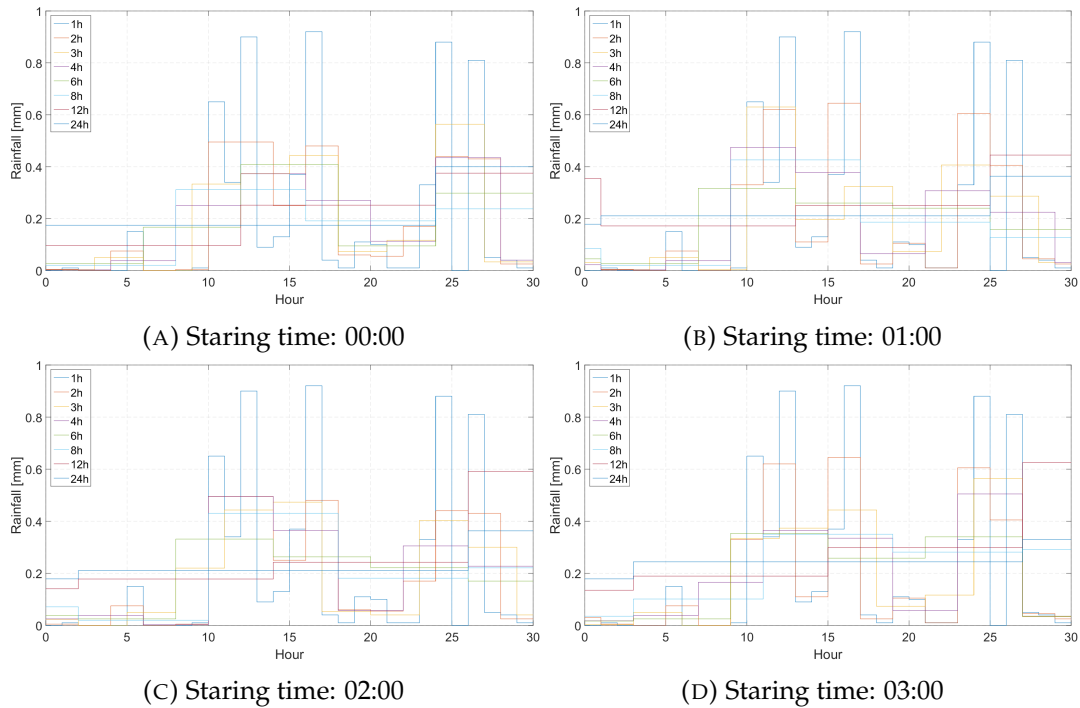 1
0.8
0.6
0.4
0.2
0
Rainfall [mm]
1h
2h
3h
4h
6h
8h
12h
24h
0 5 10 15 20 25 30
Hour
(A) Staring time: 00:00
1
0.8
0.6
0.4
0.2
0
Rainfall [mm]
1h
2h
3h
4h
6h
8h
12h
24h
0 5 10 15 20 25 30
Hour
(B) Staring time: 01:00
1
0.8
0.6
0.4
0.2
0
Rainfall [mm]
1h
2h
3h
4h
6h
8h
12h
24h
0 5 10 15 20 25 30
Hour
(C) Staring time: 02:00
1
0.8
0.6
0.4
0.2
0
Rainfall [mm]
1h
2h
3h
4h
6h
8h
12h
24h
0 5 10 15 20 25 30
Hour
(D) Staring time: 03:00